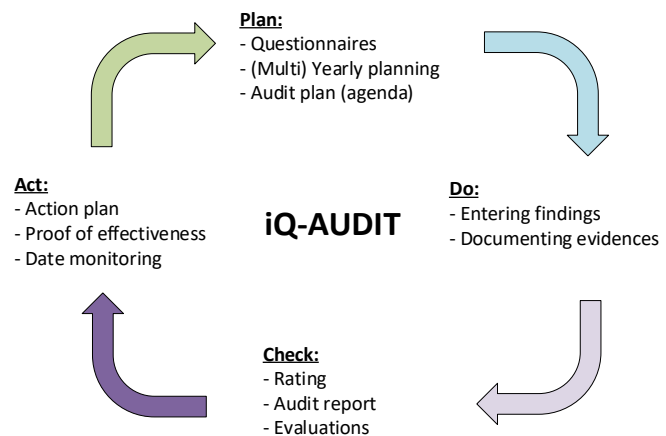 Plan:
- Questionnaires
- (Multi) Yearly planning
- Audit plan (agenda)
Act:
- Action plan
- Proof of effectiveness
- Date monitoring
iQ-AUDIT
Do:
- Entering findings
- Documenting evidences
Check:
- Rating
- Audit report
- Evaluations